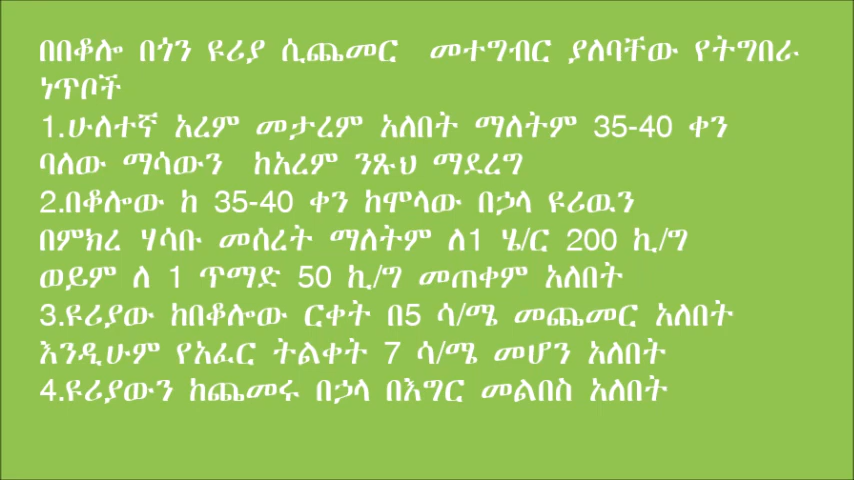 በበቆሎ በጎን ዩሪያ ሲጨመር መተግብር ያለባቸው የትግበራ
ነጥቦች
1.ሁለተኛ አረም መታረም አለበት ማለትም 35-40 ቀን
ባለው ማሳውን ከአረም ንጹህ ማደረግ
2.በቆሎው ከ 35-40 ቀን ከሞላው በኃላ ዩሪዉን
በምክረ ሃሳቡ መሰረት ማለትም ለ1 ሄ/ር 200 ኪ/ግ
ወይም ለ 1 ጥማድ 50 ኪ/ግ መጠቀም አለበት
3.ዩሪያው ከበቆሎው ርቀት በ5 ሳ/ሜ መጨመር አለበት
እንዲሁም የአፈር ትልቀት 7 ሳ/ሜ መሆን አለበት
4.ዩሪያውን ከጨመሩ በኃላ በእግር መልበስ አለበት